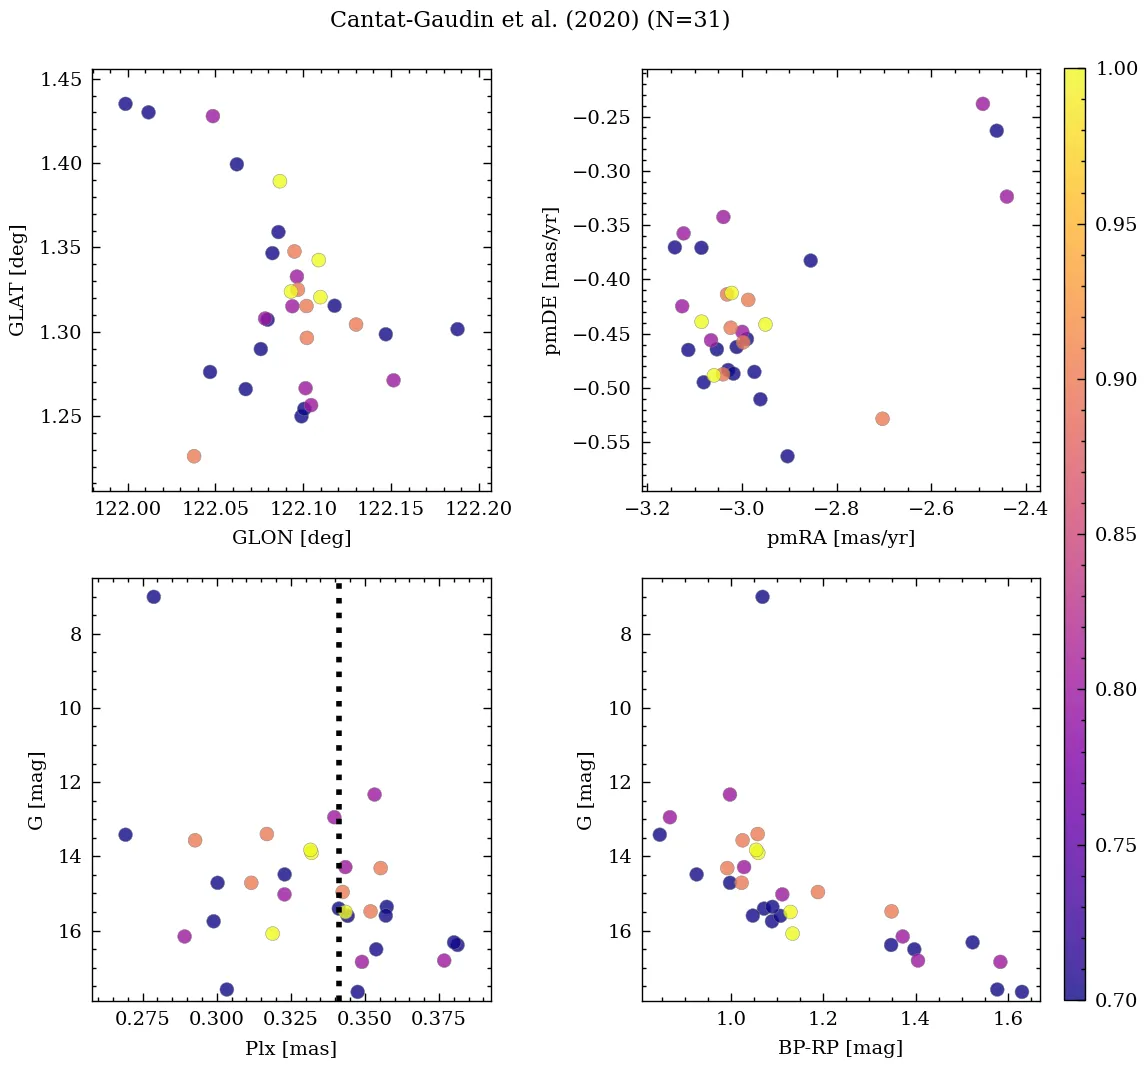 Cantat-Gaudin et al. (2020) (N=31)
1.45
1.40
1.35
1.30
1.25
GLAT [deg]
122.00 122.05 122.10 122.15 122.20
GLON [deg]
−0.25
−0.30
−0.35
−0.40
−0.45
−0.50
−0.55
pmDE [mas/yr]
−3.2 −3.0 −2.8 −2.6 −2.4
pmRA [mas/yr]
8
10
12
14
16
G [mag]
0.275 0.300 0.325 0.350 0.375
Plx [mas]
8
10
12
14
16
G [mag]
1.0 1.2 1.4 1.6
BP-RP [mag]
1.00
0.95
0.90
0.85
0.80
0.75
0.70